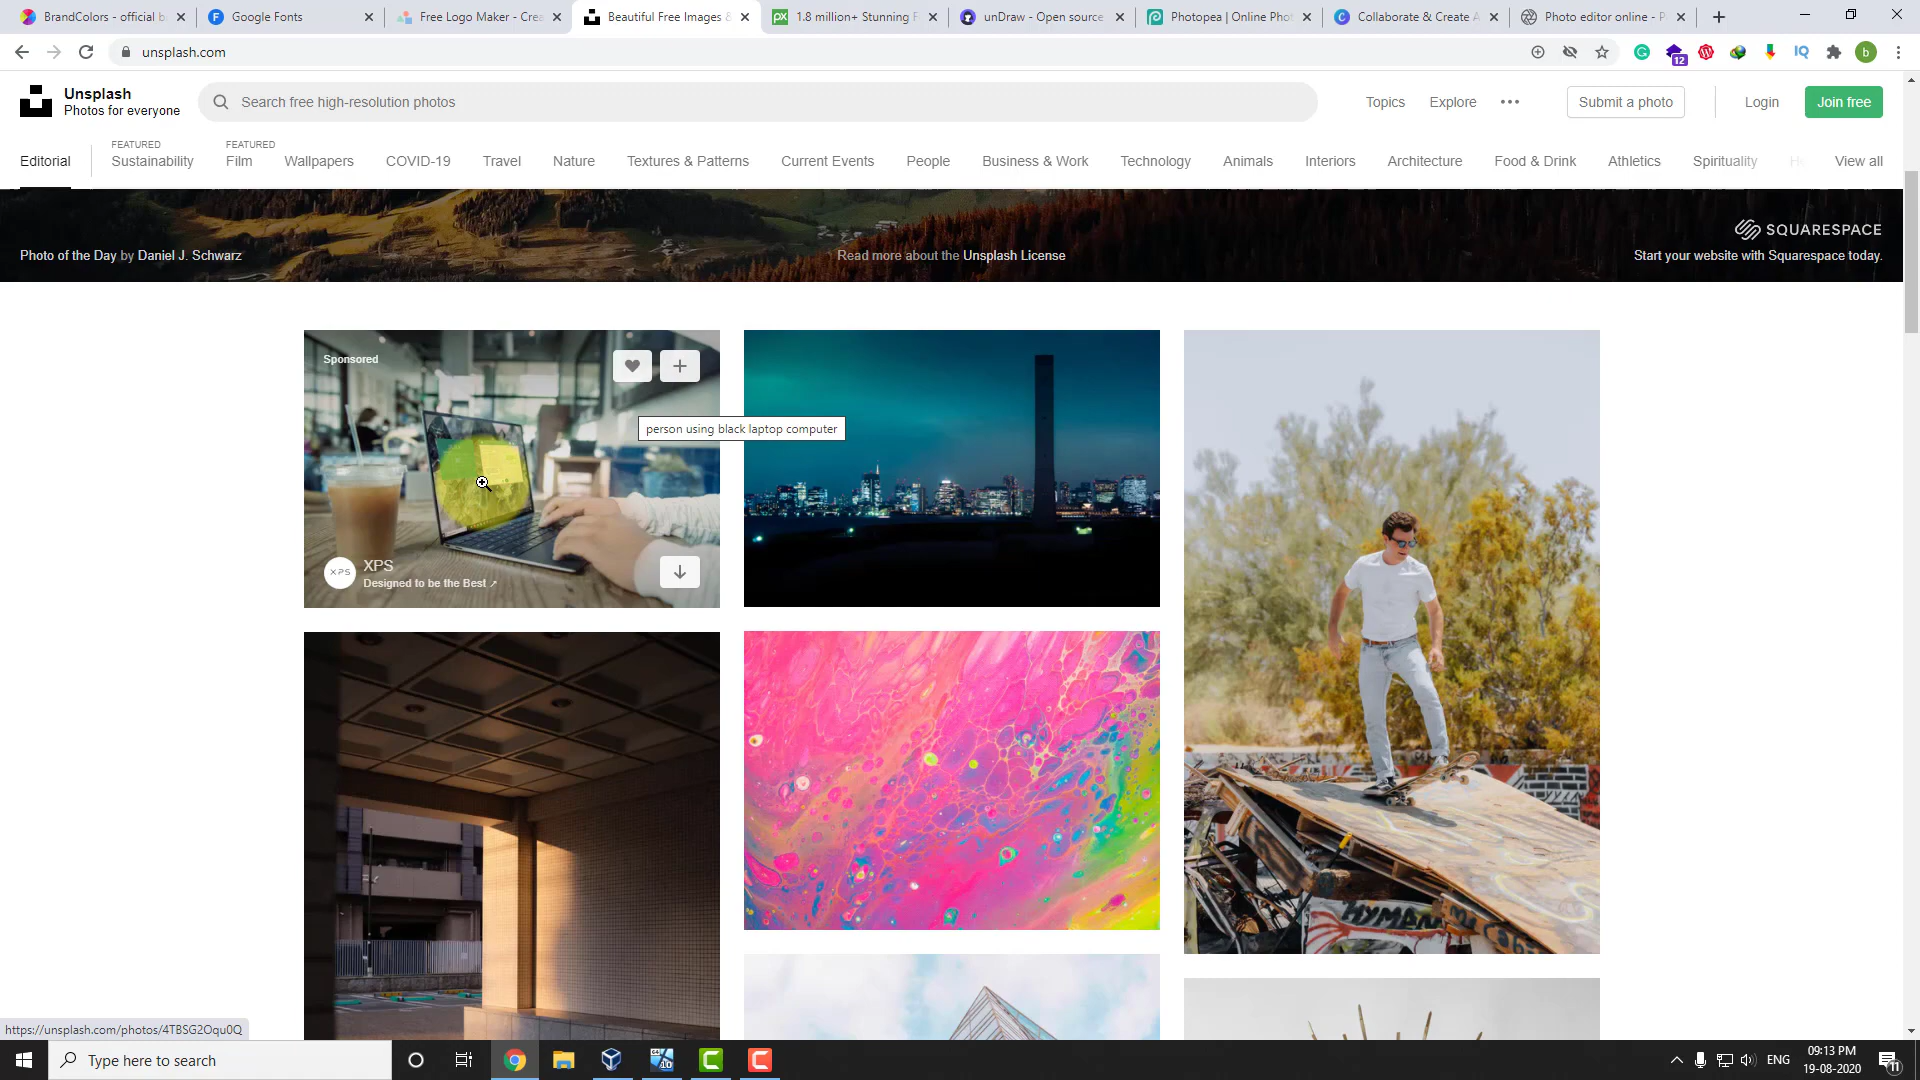 BrandColors - official b
Google Fonts
Free Logo Maker - Crea
Beautiful Free Images &
1.8 million+ Stunning F
unDraw - Open source
Photopea | Online Phot
Collaborate & Create A
Photo editor online - P
unsplash.com
12
IQ
b
Unsplash
Photos for everyone
Search free high-resolution photos
Topics
Explore
Submit a photo
Login
Join free
Editorial
FEATURED
Sustainability
FEATURED
Film
Wallpapers
COVID-19
Travel
Nature
Textures & Patterns
Current Events
People
Business & Work
Technology
Animals
Interiors
Architecture
Food & Drink
Athletics
Spirituality
View all
SQUARESPACE
Photo of the Day by Daniel J. Schwarz
Read more about the Unsplash License
Start your website with Squarespace today.
Sponsored
person using black laptop computer
XPS
XPS
Designed to be the Best ↗
https://unsplash.com/photos/4TBSG2Oqu0Q
Type here to search
ENG
09:13 PM
19-08-2020
11